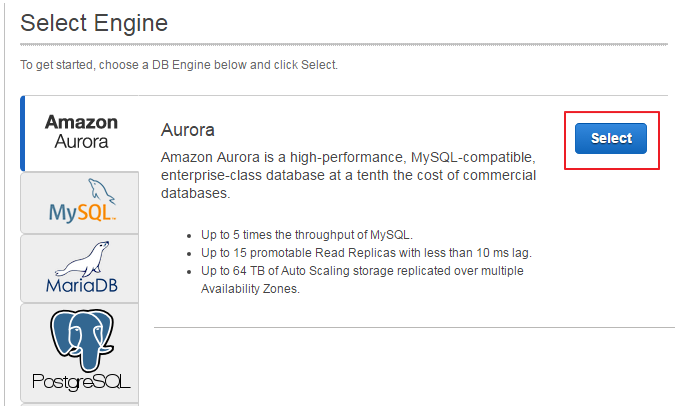 Select Engine
To get started, choose a DB Engine below and click Select.
Amazon
Aurora
MySQL™
MariaDB
PostgreSQL
Aurora
Select
Amazon Aurora is a high-performance, MySQL-compatible,
enterprise-class database at a tenth the cost of commercial
databases.
Up to 5 times the throughput of MySQL.
Up to 15 promotable Read Replicas with less than 10 ms lag.
Up to 64 TB of Auto Scaling storage replicated over multiple
Availability Zones.